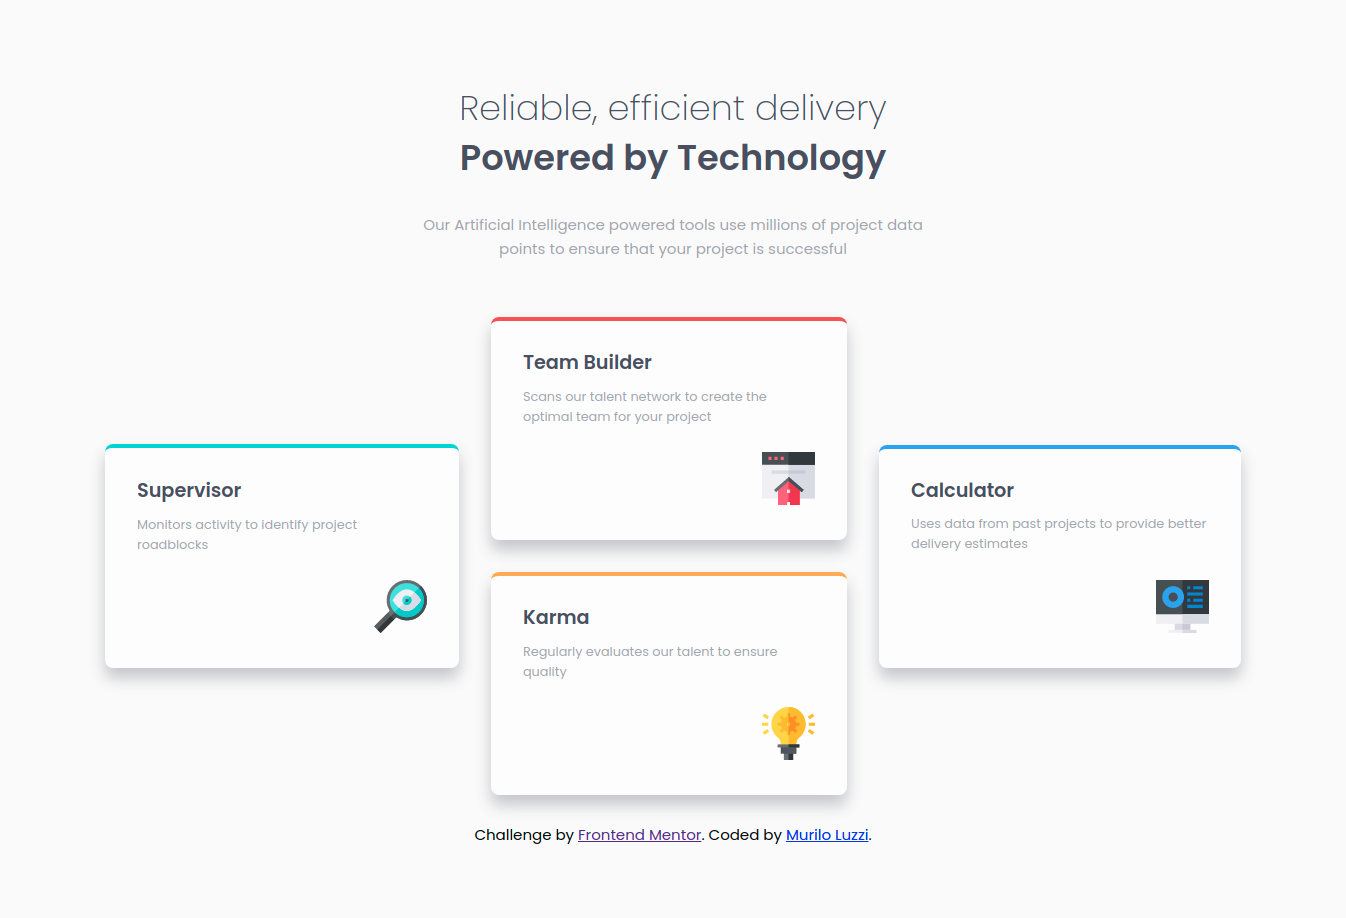 Reliable, efficient delivery
Powered by Technology
Our Artificial Intelligence powered tools use millions of project data
points to ensure that your project is successful
Supervisor
Monitors activity to identify project
roadblocks
Team Builder
Scans our talent network to create the
optimal team for your project
Karma
Regularly evaluates our talent to ensure
quality
Calculator
Uses data from past projects to provide better
delivery estimates
Challenge by Frontend Mentor. Coded by Murilo Luzzi.